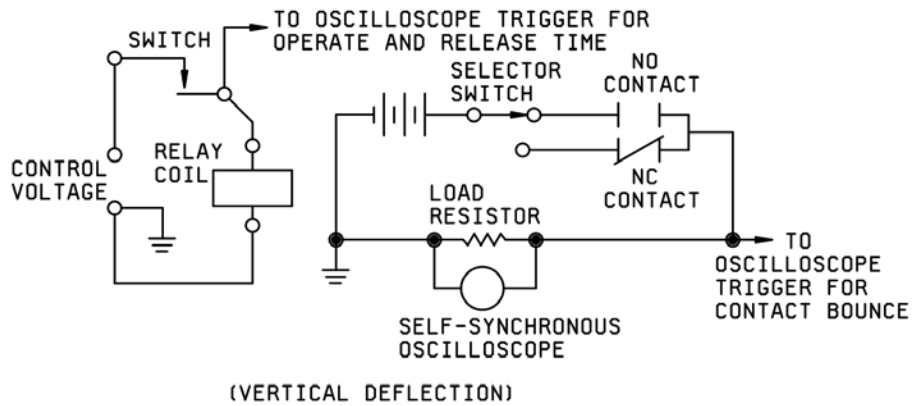 TO OSCILLOSCOPE TRIGGER FOR
OPERATE AND RELEASE TIME
SWITCH
SELECTOR
SWITCH
NO
CONTACT
CONTROL
VOLTAGE
RELAY
COIL
NC
CONTACT
LOAD
RESISTOR
TO
OSCILLOSCOPE
TRIGGER FOR
CONTACT BOUNCE
SELF-SYNCHRONOUS
OSCILLOSCOPE
(VERTICAL DEFLECTION)